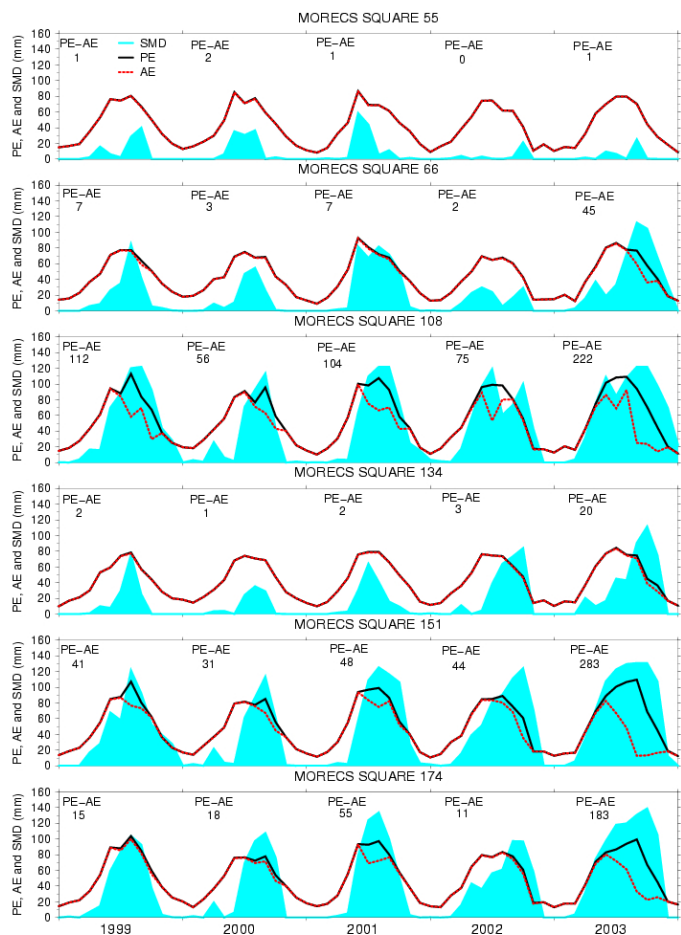 MORECS SQUARE 55
PE, AE and SMD (mm)
160
140
120
100
80
60
40
20
0
PE-AE PE-AE PE-AE PE-AE PE-AE
1 2 1 0 1
SMD
PE
AE
MORECS SQUARE 66
PE, AE and SMD (mm)
160
140
120
100
80
60
40
20
0
PE-AE PE-AE PE-AE PE-AE PE-AE
7 3 7 2 45
MORECS SQUARE 108
PE, AE and SMD (mm)
160
140
120
100
80
60
40
20
0
PE-AE PE-AE PE-AE PE-AE PE-AE
112 56 104 75 222
MORECS SQUARE 134
PE, AE and SMD (mm)
160
140
120
100
80
60
40
20
0
PE-AE PE-AE PE-AE PE-AE PE-AE
2 1 2 3 20
MORECS SQUARE 151
PE, AE and SMD (mm)
160
140
120
100
80
60
40
20
0
PE-AE PE-AE PE-AE PE-AE PE-AE
41 31 48 44 283
MORECS SQUARE 174
PE, AE and SMD (mm)
160
140
120
100
80
60
40
20
0
PE-AE PE-AE PE-AE PE-AE PE-AE
15 18 55 11 183
1999 2000 2001 2002 2003